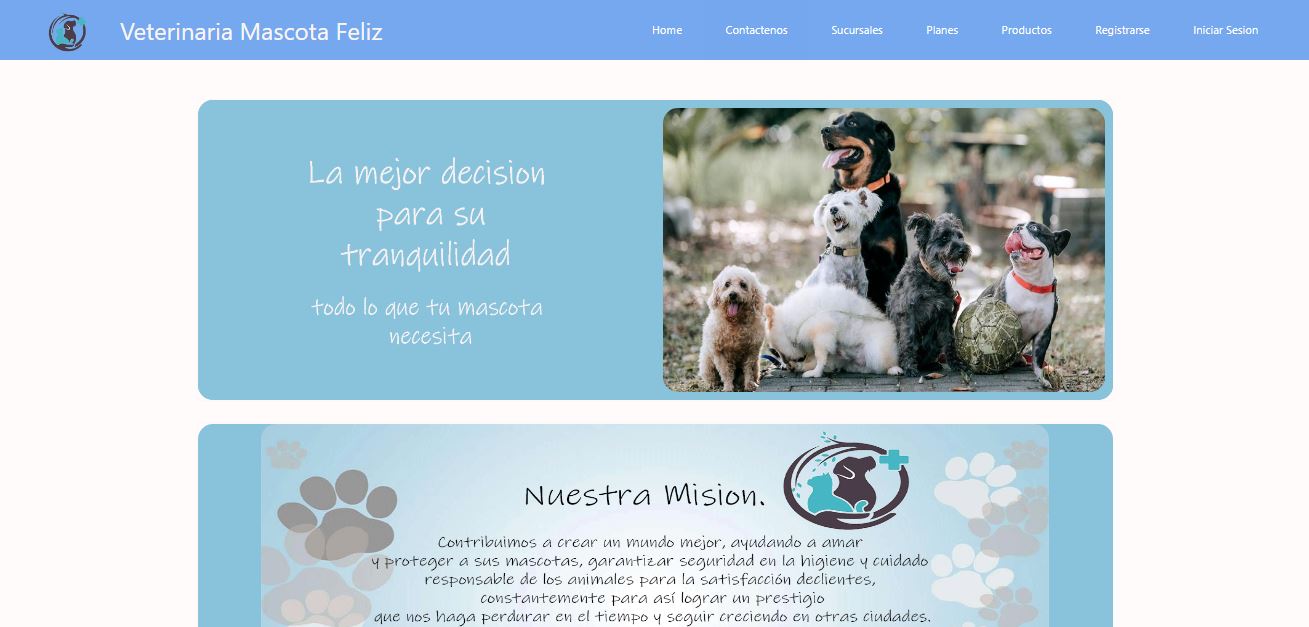 Veterinaria Mascota Feliz
Home Contactenos Sucursales Planes Productos Registrarse Iniciar Sesion
La mejor decision
para su
tranquilidad
todo lo que tu mascota
necesita
Nuestra Mision.
Contribuimos a crear un mundo mejor, ayudando a amar
y proteger a sus mascotas, garantizar seguridad en la higiene y cuidado
responsable de los animales para la satisfacción declientes,
constantemente para así lograr un prestigio
que nos haga perdurar en el tiempo y seguir creciendo en otras ciudades.